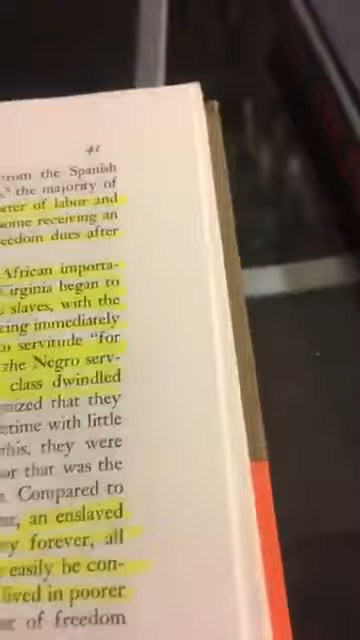 41
from the Spanish
the majority of
of labor and
some receiving an
freedom dues after
African importa-
Virginia began to
slaves, with the
immediately
servitude "for
the Negro serv-
class dwindled
that they
time with little
this, they were
or that was the
Compared to
an enslaved
forever, all
easily be con-
lived in poorer
of freedom